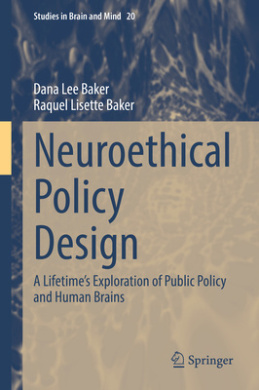 Studies in Brain and Mind 20
Dana Lee Baker
Raquel Lisette Baker
Neuroethical
Policy
Design
A Lifetime's Exploration of Public Policy
and Human Brains
Springer